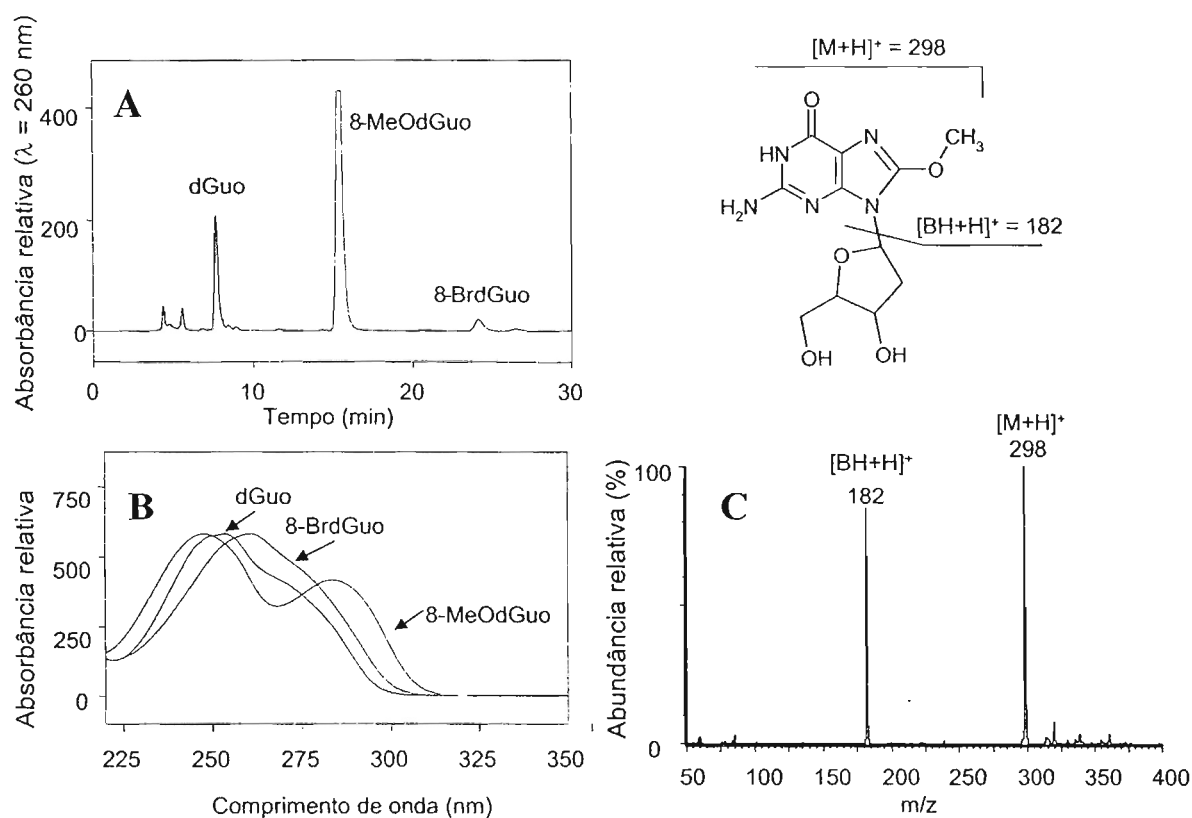 A
Absorbância relativa (λ = 260 nm)
400
200
0
dGuo
8-MeOdGuo
8-BrdGuo
0
10
20
30
Tempo (min)
[M+H]⁺ = 298
O
HN
N
CH₃
O
H₂N
N
N
[BH+H]⁺ = 182
O
OH
OH
B
Absorbância relativa
750
500
250
0
dGuo
8-BrdGuo
8-MeOdGuo
225
250
275
300
325
350
Comprimento de onda (nm)
C
Abundância relativa (%)
100
0
[BH+H]⁺
182
[M+H]⁺
298
50
100
150
200
250
300
350
400
m/z